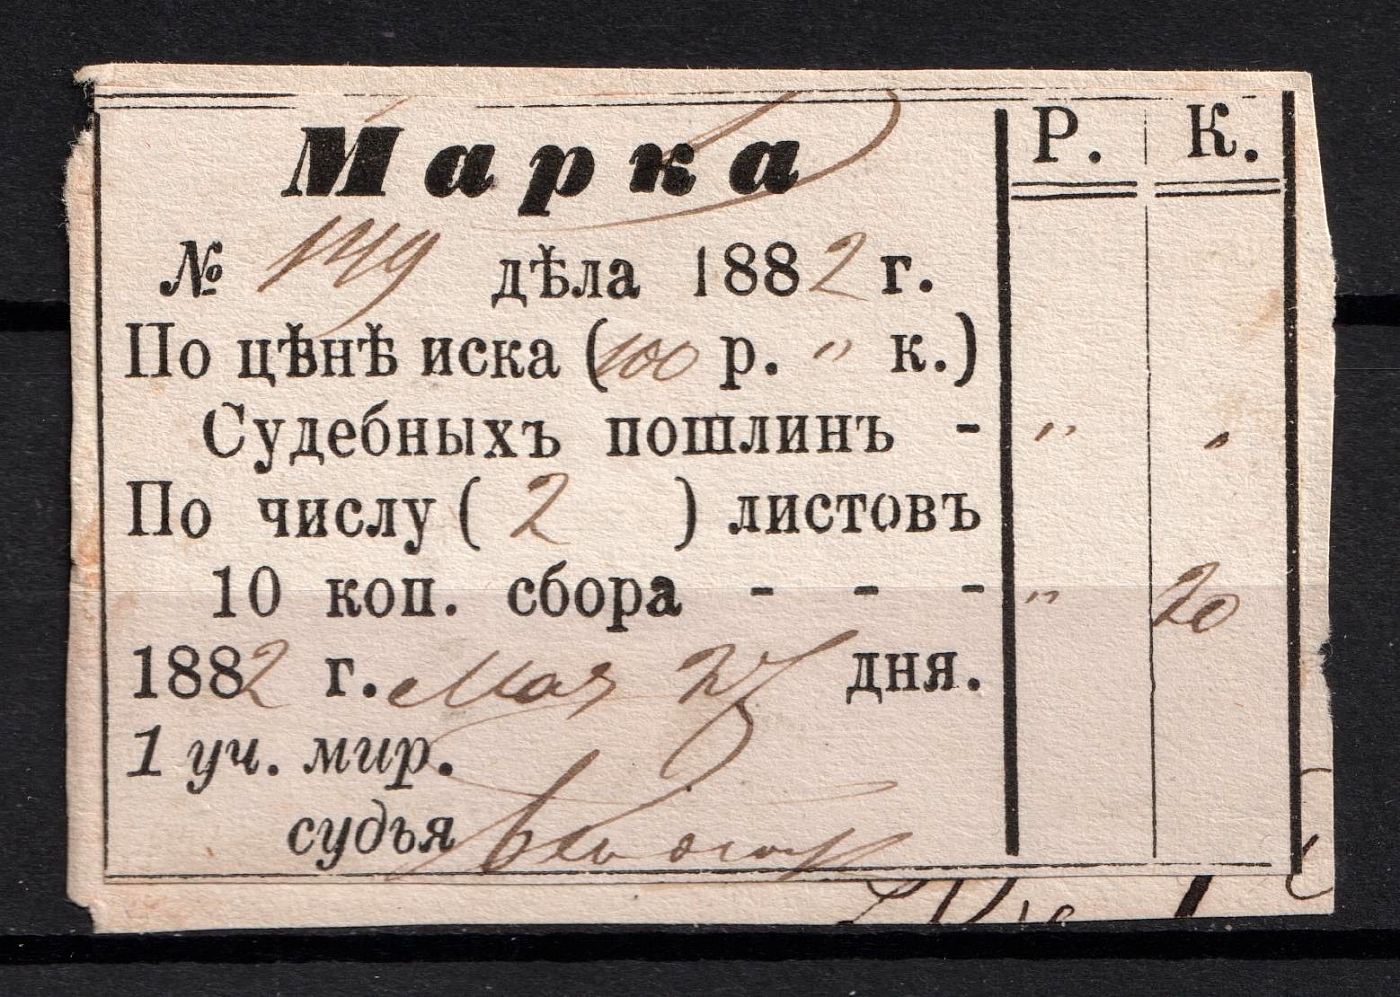 Марка Р. К.
№ 149 дѣла 1882 г.
По цѣнѣ иска (100 р. " к.)
Судебныхъ пошлинъ - " "
По числу ( 2 ) листовъ
10 коп. сбора - - - " 20
1882 г. Мая 27 дня.
1 уч. мир.
судья